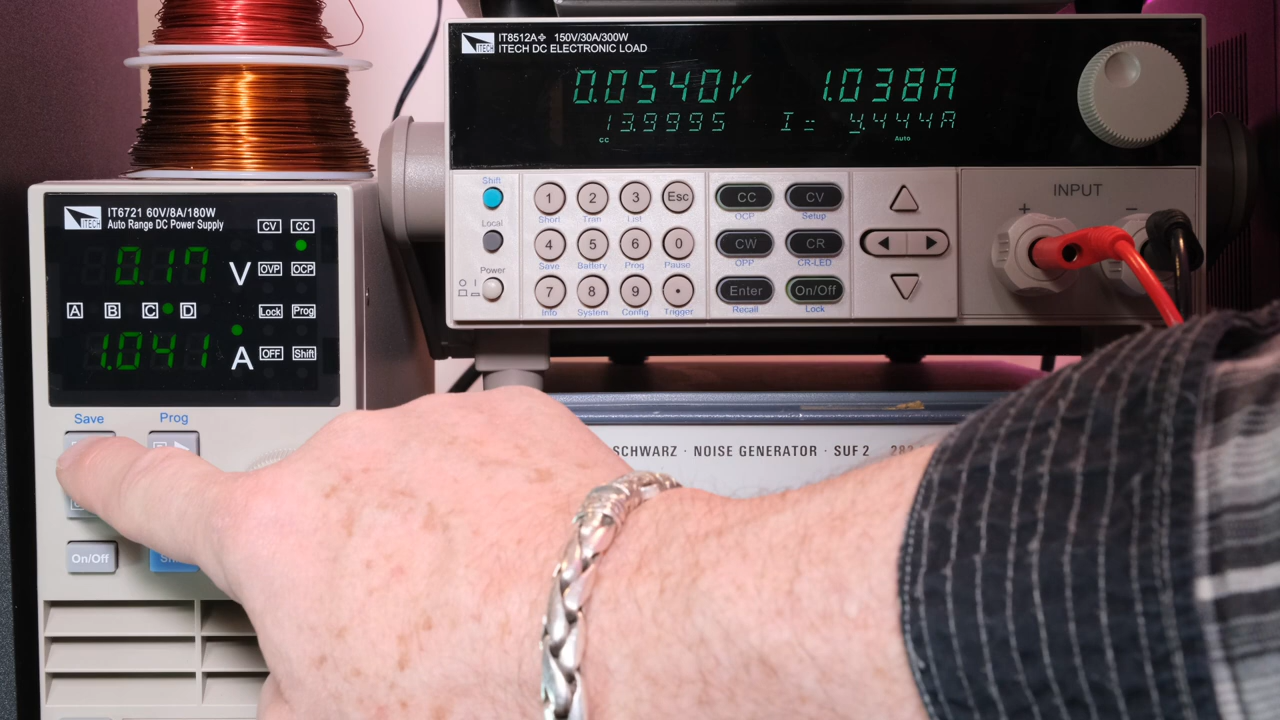 ITECH
IT8512A+ 150V/30A/300W
ITECH DC ELECTRONIC LOAD
0.0540V 1.038A
13.9995 I= 4.444A
CC Auto
Shift
Local
Power
1 2 3 Esc
Short Tran List
4 5 6 0
Save Battery Prog Pause
7 8 9 •
Info System Config Trigger
CC CV
OCP Setup
CW CR
OPP CR-LED
Enter On/Off
Recall Lock
INPUT
+ −
ITECH
IT6721 60V/8A/180W
Auto Range DC Power Supply
CV CC
0.17 V
OVP OCP
A B C D
Lock Prog
1.041 A
OFF Shift
Save Prog
On/Off
SCHWARZ · NOISE GENERATOR · SUF 2